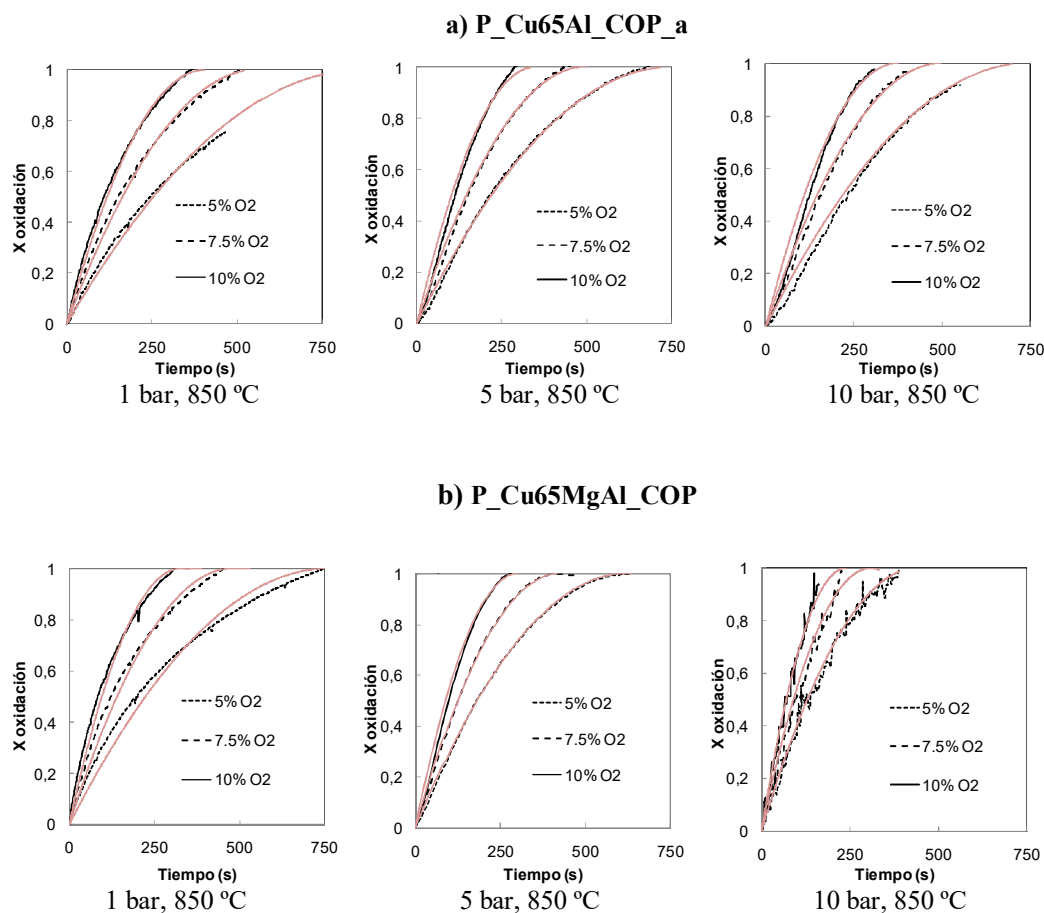 a) P_Cu65Al_COP_a
X oxidación
1
0,8
0,6
0,4
0,2
0
0 250 500 750
Tiempo (s)
5% O2
7.5% O2
10% O2
1 bar, 850 ºC
X oxidación
1
0,8
0,6
0,4
0,2
0
0 250 500 750
Tiempo (s)
5% O2
7.5% O2
10% O2
5 bar, 850 ºC
X oxidación
1
0,8
0,6
0,4
0,2
0
0 250 500 750
Tiempo (s)
5% O2
7.5% O2
10% O2
10 bar, 850 ºC
b) P_Cu65MgAl_COP
X oxidación
1
0,8
0,6
0,4
0,2
0
0 250 500 750
Tiempo (s)
5% O2
7.5% O2
10% O2
1 bar, 850 ºC
X oxidación
1
0,8
0,6
0,4
0,2
0
0 250 500 750
Tiempo (s)
5% O2
7.5% O2
10% O2
5 bar, 850 ºC
X oxidación
1
0,8
0,6
0,4
0,2
0
0 250 500 750
Tiempo (s)
5% O2
7.5% O2
10% O2
10 bar, 850 ºC